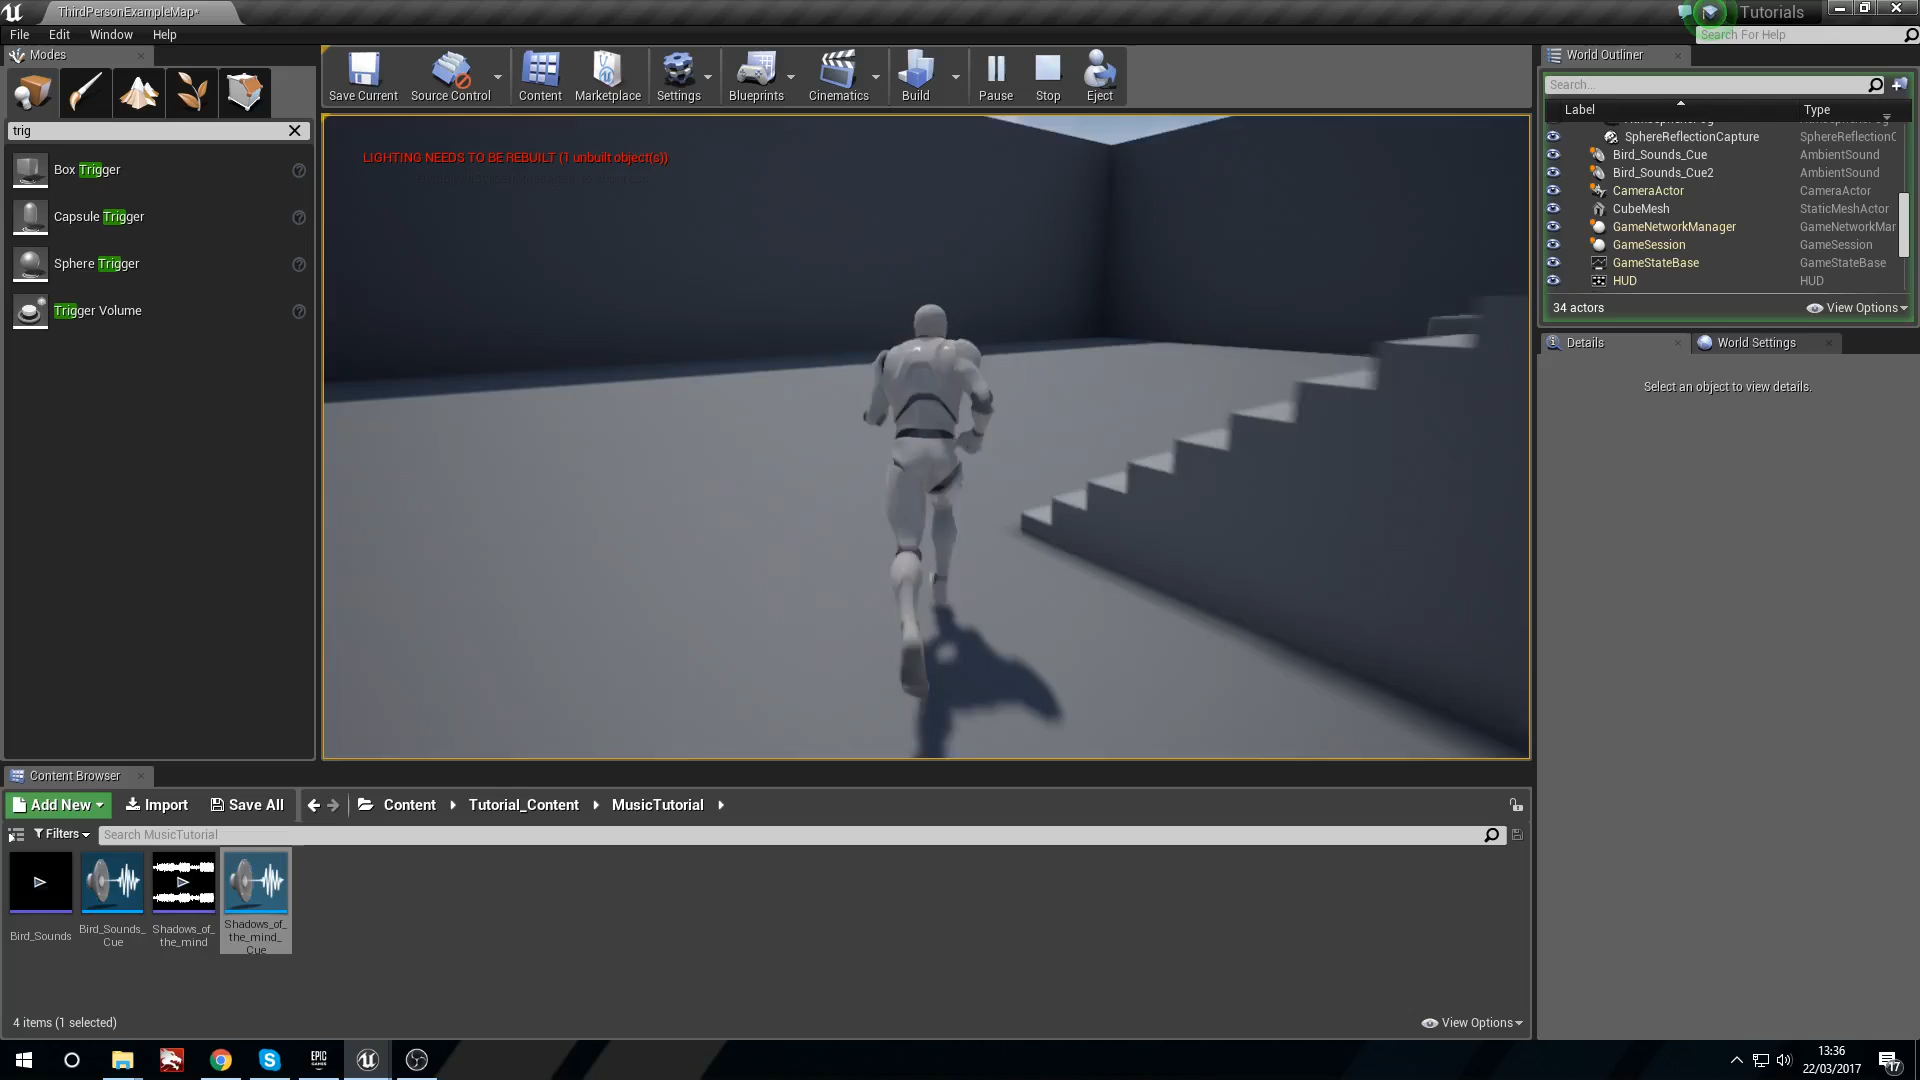 ThirdPersonExampleMap*
Tutorials
File
Edit
Window
Help
Search For Help
Modes
Save Current
Source Control
Content
Marketplace
Settings
Blueprints
Cinematics
Build
Pause
Stop
Eject
trig
Box Trigger
Capsule Trigger
Sphere Trigger
Trigger Volume
LIGHTING NEEDS TO BE REBUILT (1 unbuilt object(s))
World Outliner
Search...
Label
Type
SphereReflectionCapture
SphereReflectionC
Bird_Sounds_Cue
AmbientSound
Bird_Sounds_Cue2
AmbientSound
CameraActor
CameraActor
CubeMesh
StaticMeshActor
GameNetworkManager
GameNetworkMar
GameSession
GameSession
GameStateBase
GameStateBase
HUD
HUD
34 actors
View Options
Details
World Settings
Select an object to view details.
Content Browser
Add New
Import
Save All
Content
Tutorial_Content
MusicTutorial
Filters
Search MusicTutorial
Bird_Sounds
Bird_Sounds_
Cue
Shadows_of_
the_mind
Shadows_of_
the_mind_
Cue
4 items (1 selected)
View Options
EPIC
GAMES
13:36
22/03/2017
17